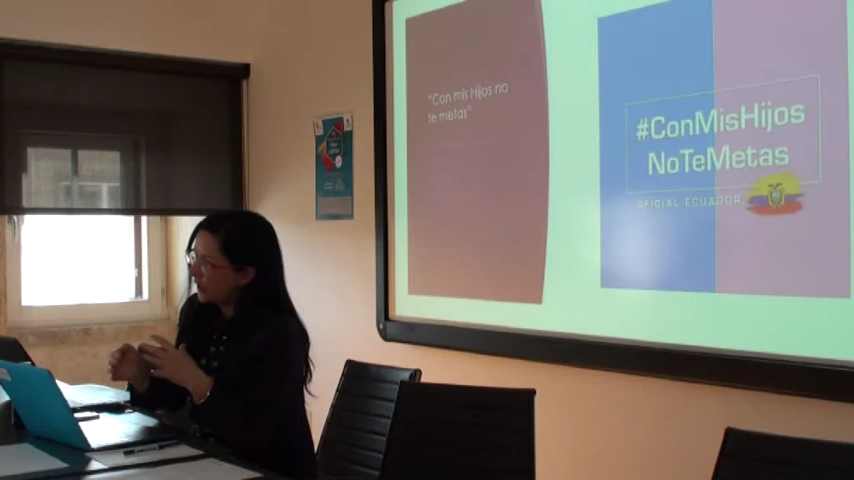 "Con mis Hijos no
te metas"
#ConMisHijos
NoTeMetas
OFICIAL ECUADOR